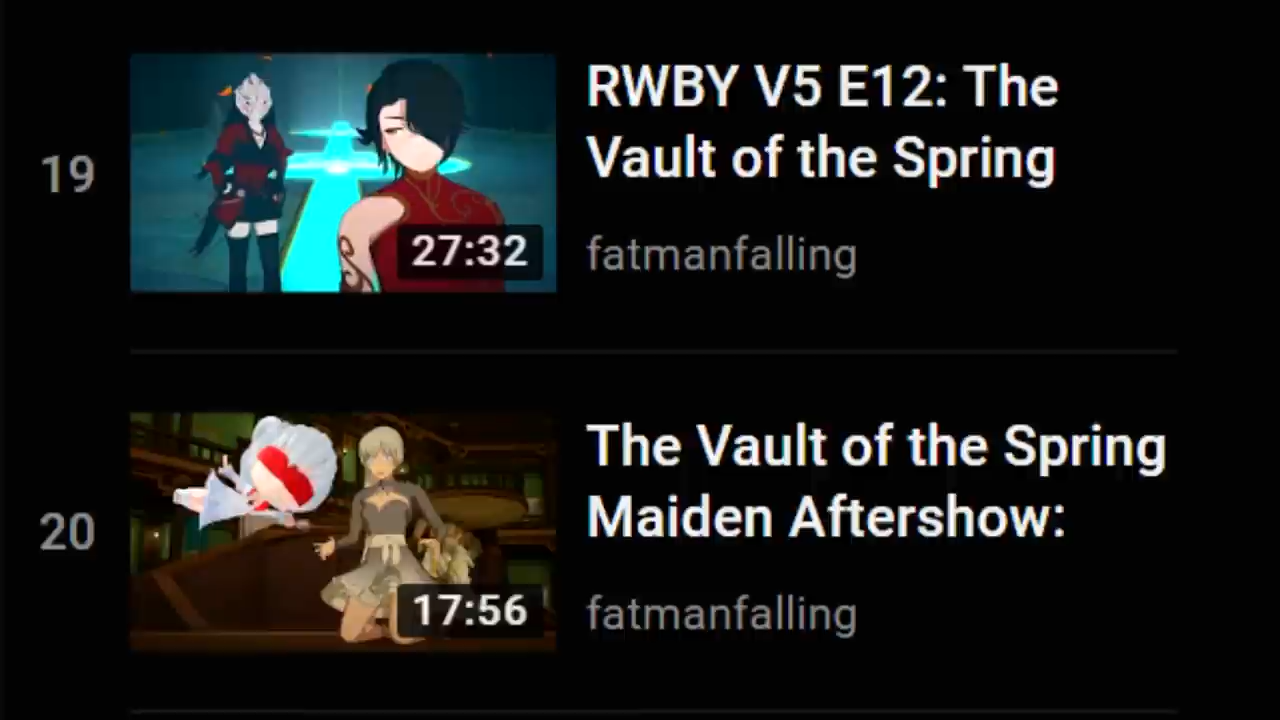 19
27:32
RWBY V5 E12: The
Vault of the Spring
fatmanfalling
20
17:56
The Vault of the Spring
Maiden Aftershow:
fatmanfalling